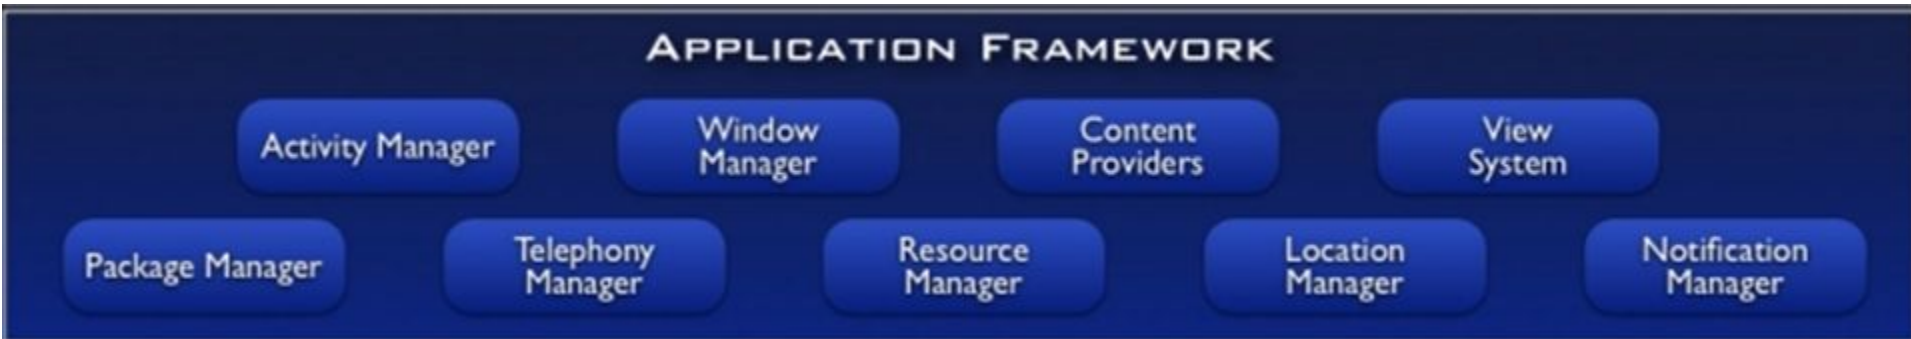 APPLICATION FRAMEWORK
Activity Manager
Window
Manager
Content
Providers
View
System
Package Manager
Telephony
Manager
Resource
Manager
Location
Manager
Notification
Manager